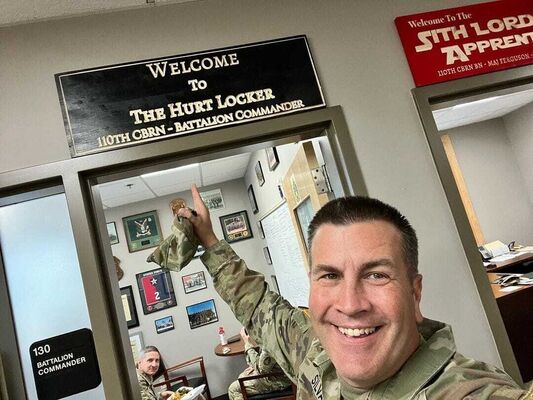 WELCOME
TO
THE HURT LOCKER
110TH CBRN - BATTALION COMMANDER
WELCOME TO THE
SITH LORD
APPRENT
110TH CBRN BN - MAJ FERGUSON
130
BATTALION
COMMANDER